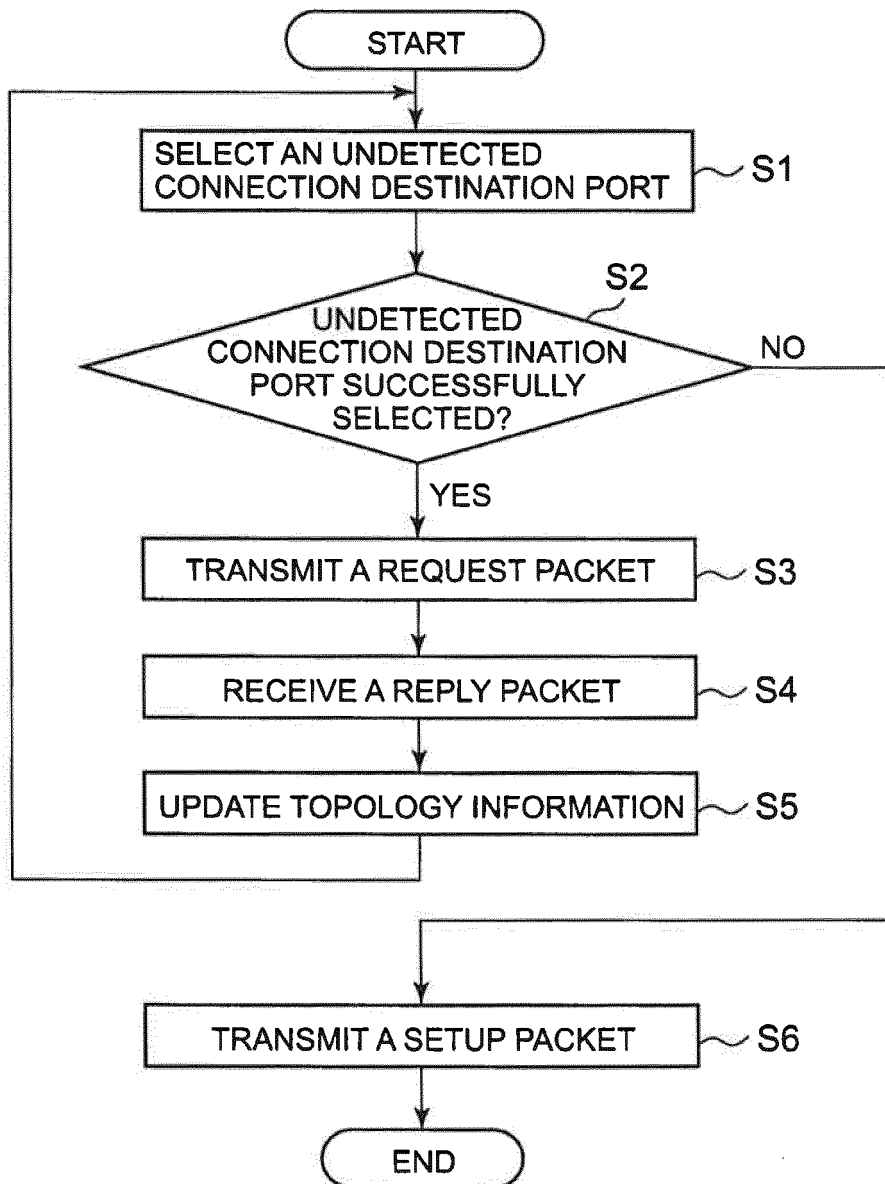 START
SELECT AN UNDETECTED
CONNECTION DESTINATION PORT
S1
S2
UNDETECTED
CONNECTION DESTINATION
PORT SUCCESSFULLY
SELECTED?
NO
YES
TRANSMIT A REQUEST PACKET
S3
RECEIVE A REPLY PACKET
S4
UPDATE TOPOLOGY INFORMATION
S5
TRANSMIT A SETUP PACKET
S6
END